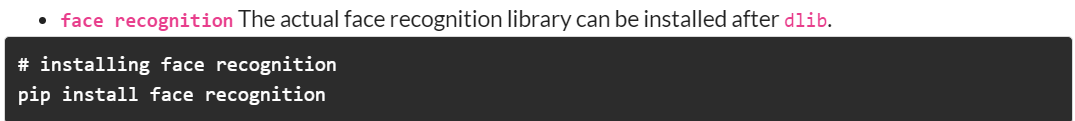 face recognition The actual face recognition library can be installed after dlib.
# installing face recognition
pip install face recognition